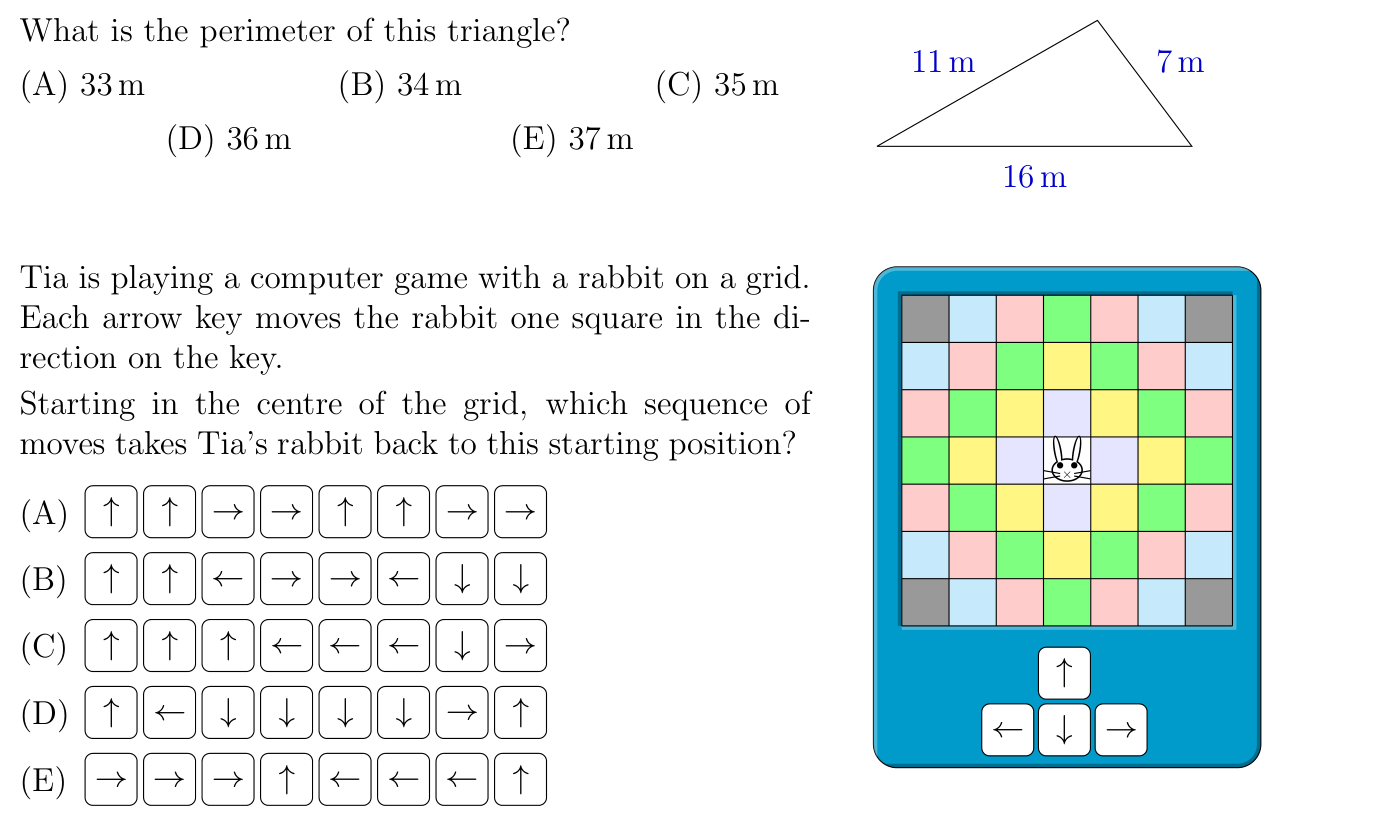 What is the perimeter of this triangle?
(A) 33 m (B) 34 m (C) 35 m
(D) 36 m (E) 37 m
11 m
7 m
16 m
Tia is playing a computer game with a rabbit on a grid.
Each arrow key moves the rabbit one square in the di-
rection on the key.
Starting in the centre of the grid, which sequence of
moves takes Tia's rabbit back to this starting position?
(A) ↑ ↑ → → ↑ ↑ → →
(B) ↑ ↑ ← → → ← ↓ ↓
(C) ↑ ↑ ↑ ← ← ← ↓ →
(D) ↑ ← ↓ ↓ ↓ ↓ → ↑
(E) → → → ↑ ← ← ← ↑
↑
← ↓ →